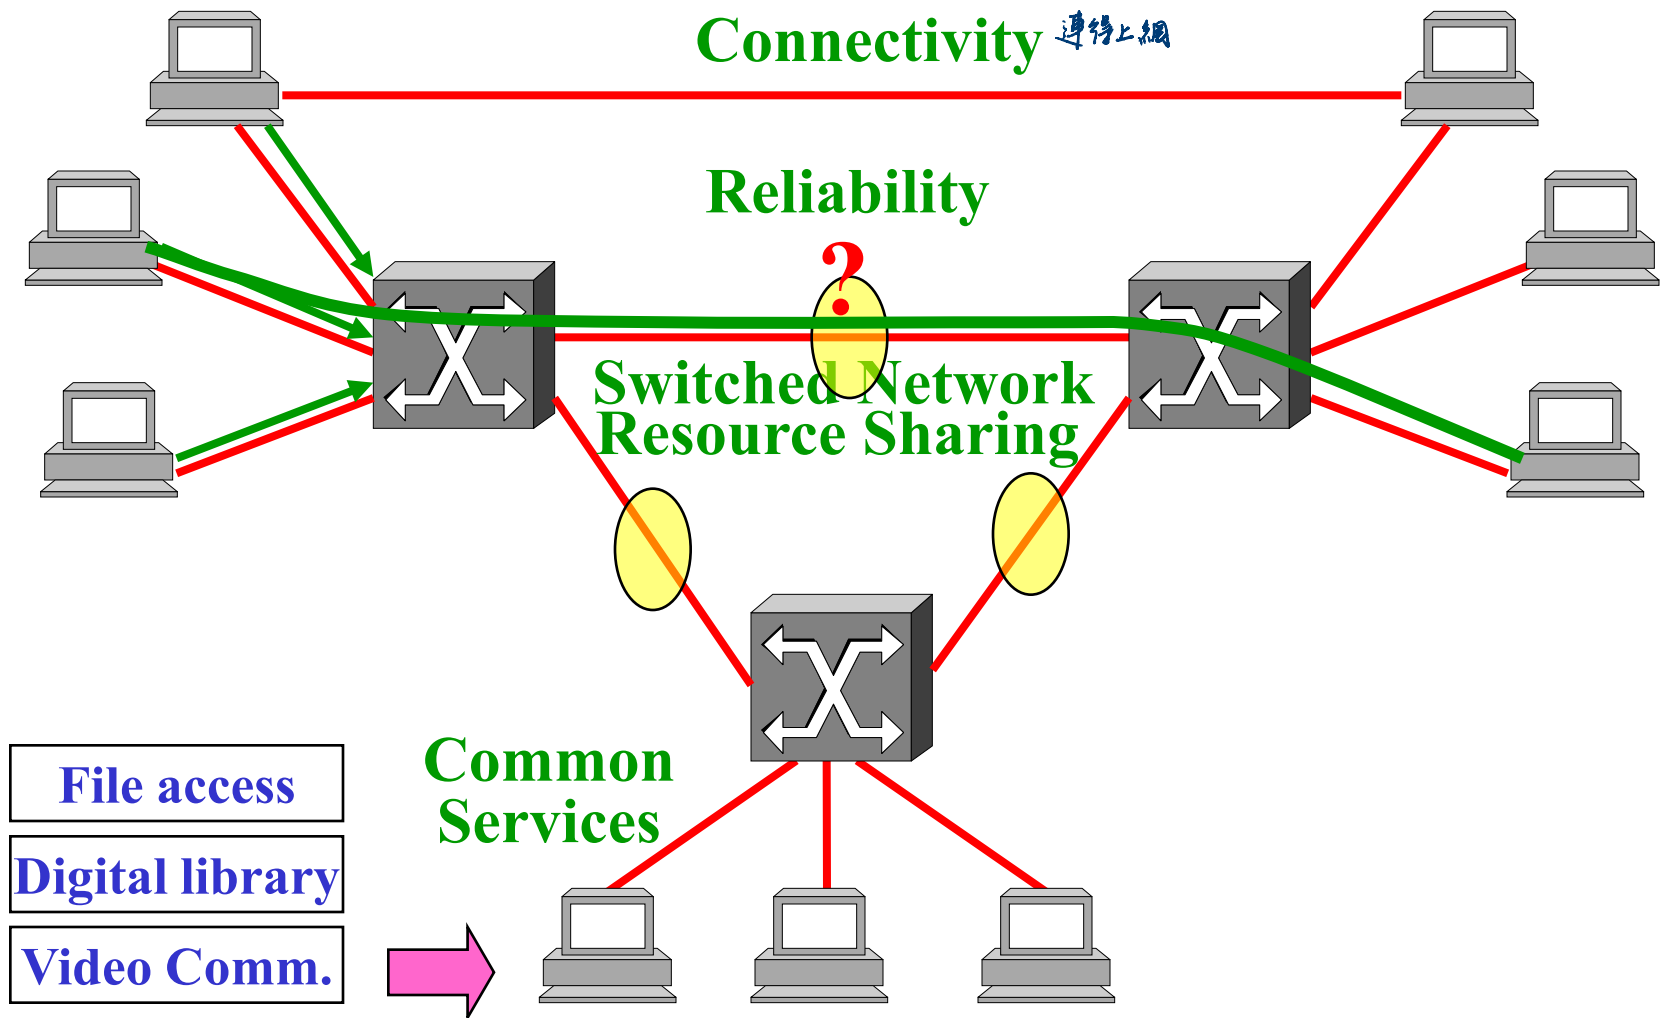 Connectivity 連得上網
Reliability
?
Switched Network
Resource Sharing
Common
Services
File access
Digital library
Video Comm.